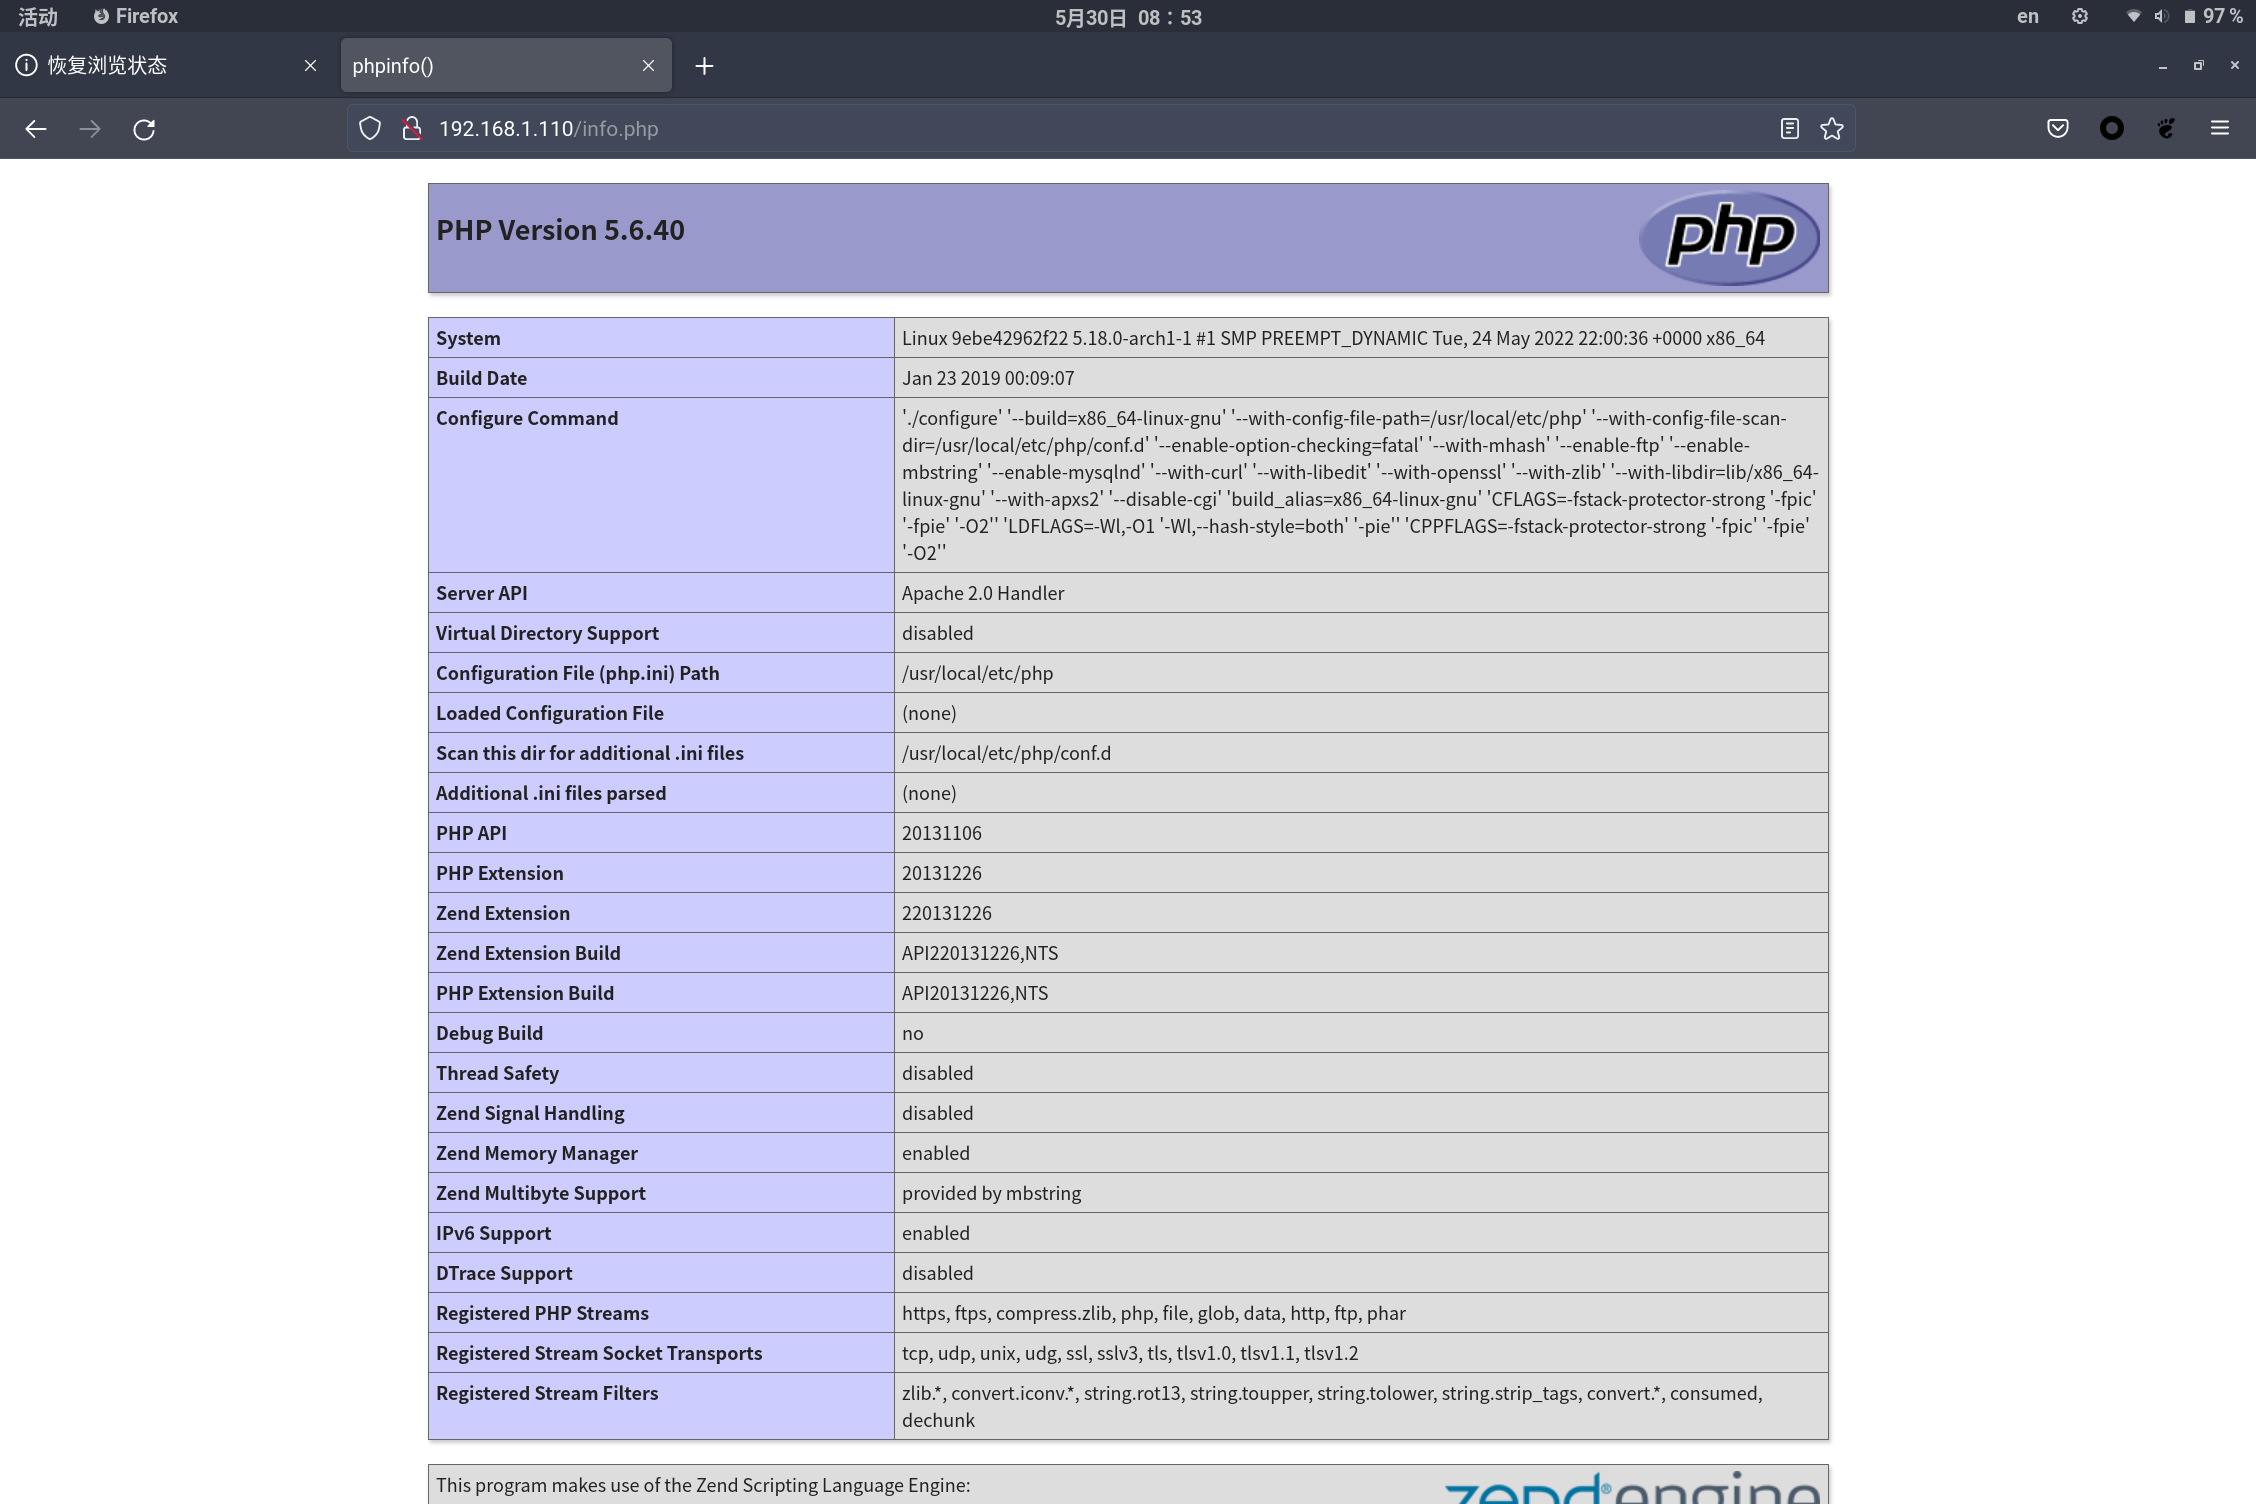 活动 Firefox 5月30日 08：53 en 97 %
恢复浏览状态 phpinfo()
192.168.1.110/info.php
PHP Version 5.6.40 php
System Linux 9ebe42962f22 5.18.0-arch1-1 #1 SMP PREEMPT_DYNAMIC Tue, 24 May 2022 22:00:36 +0000 x86_64
Build Date Jan 23 2019 00:09:07
Configure Command './configure' '--build=x86_64-linux-gnu' '--with-config-file-path=/usr/local/etc/php' '--with-config-file-scan-
dir=/usr/local/etc/php/conf.d' '--enable-option-checking=fatal' '--with-mhash' '--enable-ftp' '--enable-
mbstring' '--enable-mysqlnd' '--with-curl' '--with-libedit' '--with-openssl' '--with-zlib' '--with-libdir=lib/x86_64-
linux-gnu' '--with-apxs2' '--disable-cgi' 'build_alias=x86_64-linux-gnu' 'CFLAGS=-fstack-protector-strong '-fpic'
'-fpie' '-O2'' 'LDFLAGS=-Wl,-O1 '-Wl,--hash-style=both' '-pie'' 'CPPFLAGS=-fstack-protector-strong '-fpic' '-fpie'
'-O2''
Server API Apache 2.0 Handler
Virtual Directory Support disabled
Configuration File (php.ini) Path /usr/local/etc/php
Loaded Configuration File (none)
Scan this dir for additional .ini files /usr/local/etc/php/conf.d
Additional .ini files parsed (none)
PHP API 20131106
PHP Extension 20131226
Zend Extension 220131226
Zend Extension Build API220131226,NTS
PHP Extension Build API20131226,NTS
Debug Build no
Thread Safety disabled
Zend Signal Handling disabled
Zend Memory Manager enabled
Zend Multibyte Support provided by mbstring
IPv6 Support enabled
DTrace Support disabled
Registered PHP Streams https, ftps, compress.zlib, php, file, glob, data, http, ftp, phar
Registered Stream Socket Transports tcp, udp, unix, udg, ssl, sslv3, tls, tlsv1.0, tlsv1.1, tlsv1.2
Registered Stream Filters zlib.*, convert.iconv.*, string.rot13, string.toupper, string.tolower, string.strip_tags, convert.*, consumed,
dechunk
This program makes use of the Zend Scripting Language Engine: zend® engine